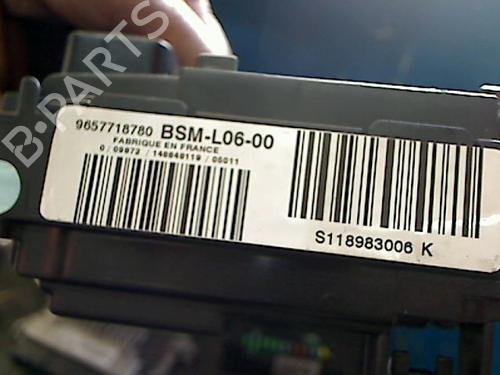 B-PARTS
9657718780 BSM-L06-00
FABRIQUE EN FRANCE
S118983006 K